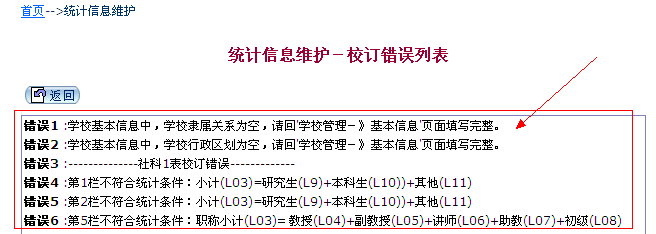 首页-->统计信息维护
统计信息维护－校订错误列表
返回
错误1 :学校基本信息中，学校隶属关系为空，请回'学校管理－》基本信息'页面填写完整。
错误2 :学校基本信息中，学校行政区划为空，请回'学校管理－》基本信息'页面填写完整。
错误3 :--------------社科1表校订错误-------------
错误4 :第1栏不符合统计条件：小计(L03)=研究生(L9)+本科生(L10))+其他(L11)
错误5 :第2栏不符合统计条件：小计(L03)=研究生(L9)+本科生(L10))+其他(L11)
错误6 :第5栏不符合统计条件：职称小计(L03)= 教授(L04)+副教授(L05)+讲师(L06)+助教(L07)+初级(L08)